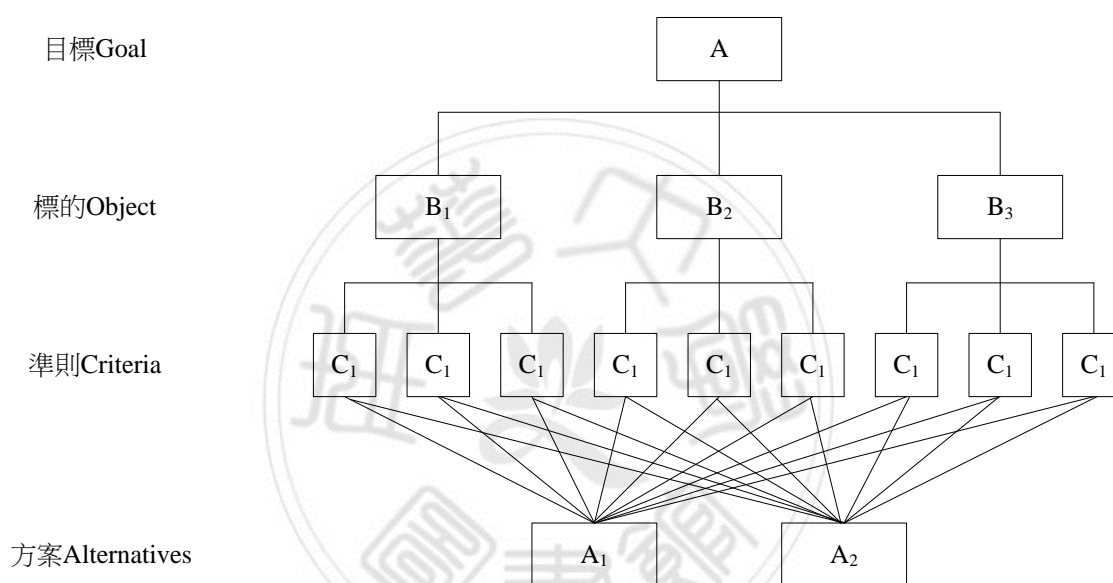 目標Goal A
標的Object B₁ B₂ B₃
準則Criteria C₁ C₁ C₁ C₁ C₁ C₁ C₁ C₁ C₁
方案Alternatives A₁ A₂